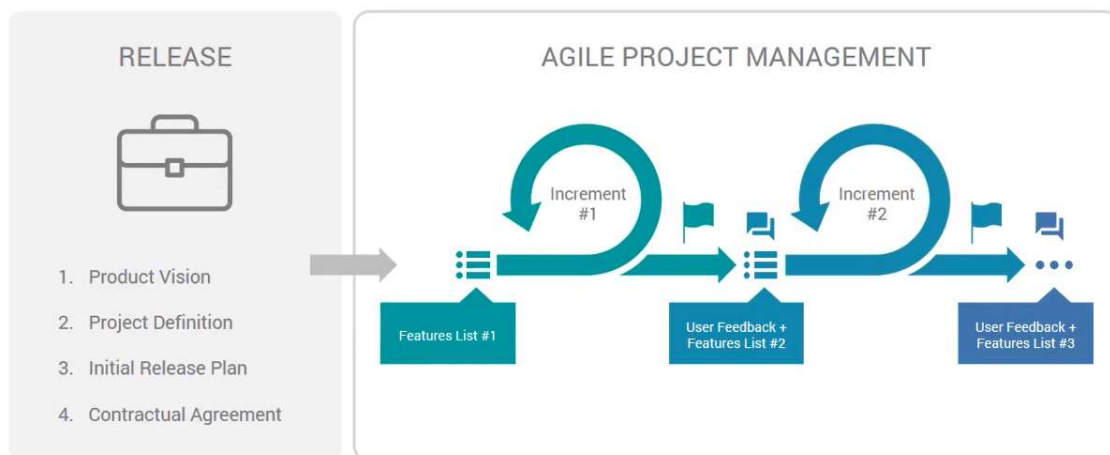 RELEASE
1. Product Vision
2. Project Definition
3. Initial Release Plan
4. Contractual Agreement
AGILE PROJECT MANAGEMENT
Increment
#1
Increment
#2
Features List #1
User Feedback +
Features List #2
User Feedback +
Features List #3